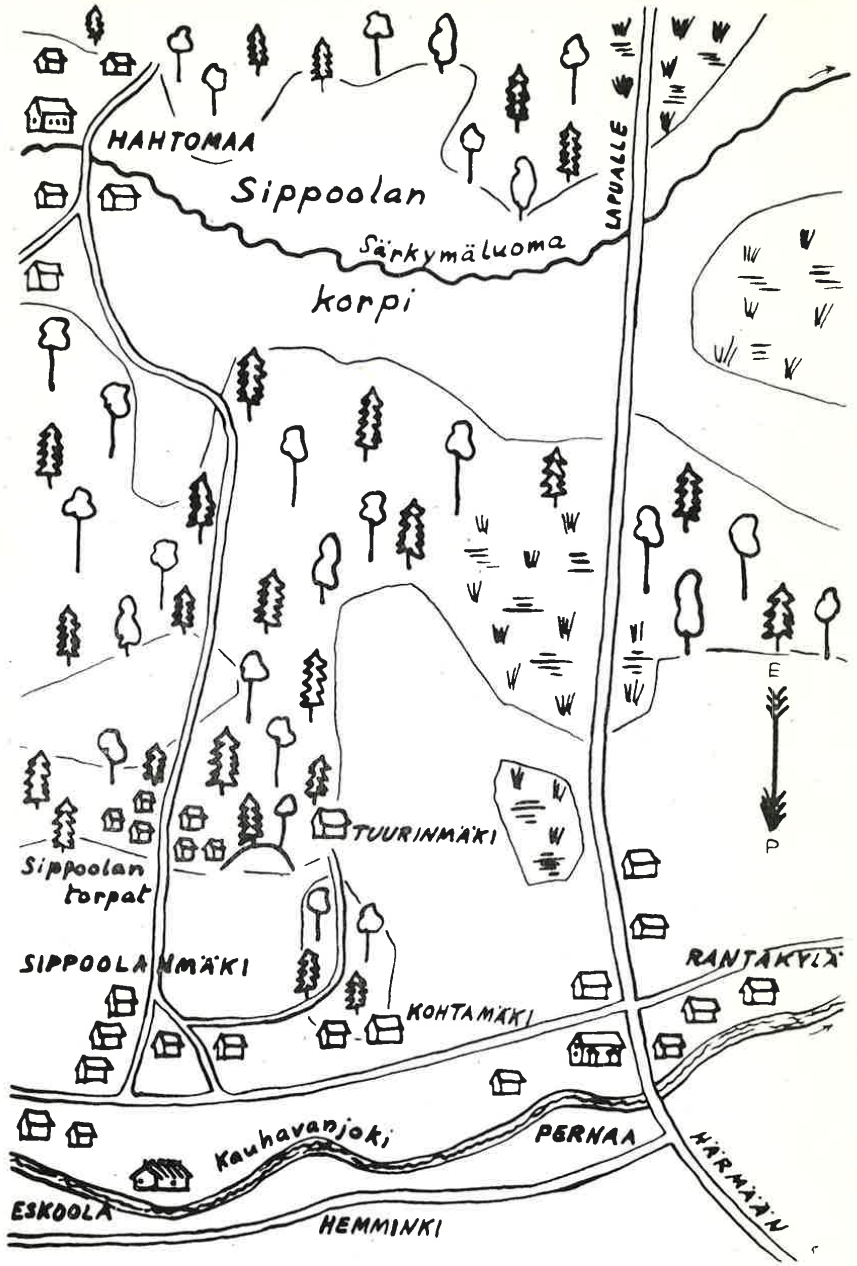 HAHTOMAA
LAPUALLE
Sippoolan
Särkymäluoma
korpi
E
P
TUURINMÄKI
Sippoolan
torpat
SIPPOOLANMÄKI
RANTAKYLÄ
KOHTAMÄKI
Kauhavanjoki
PERNAA
HÄRMÄÄN
ESKOOLA
HEMMINKI